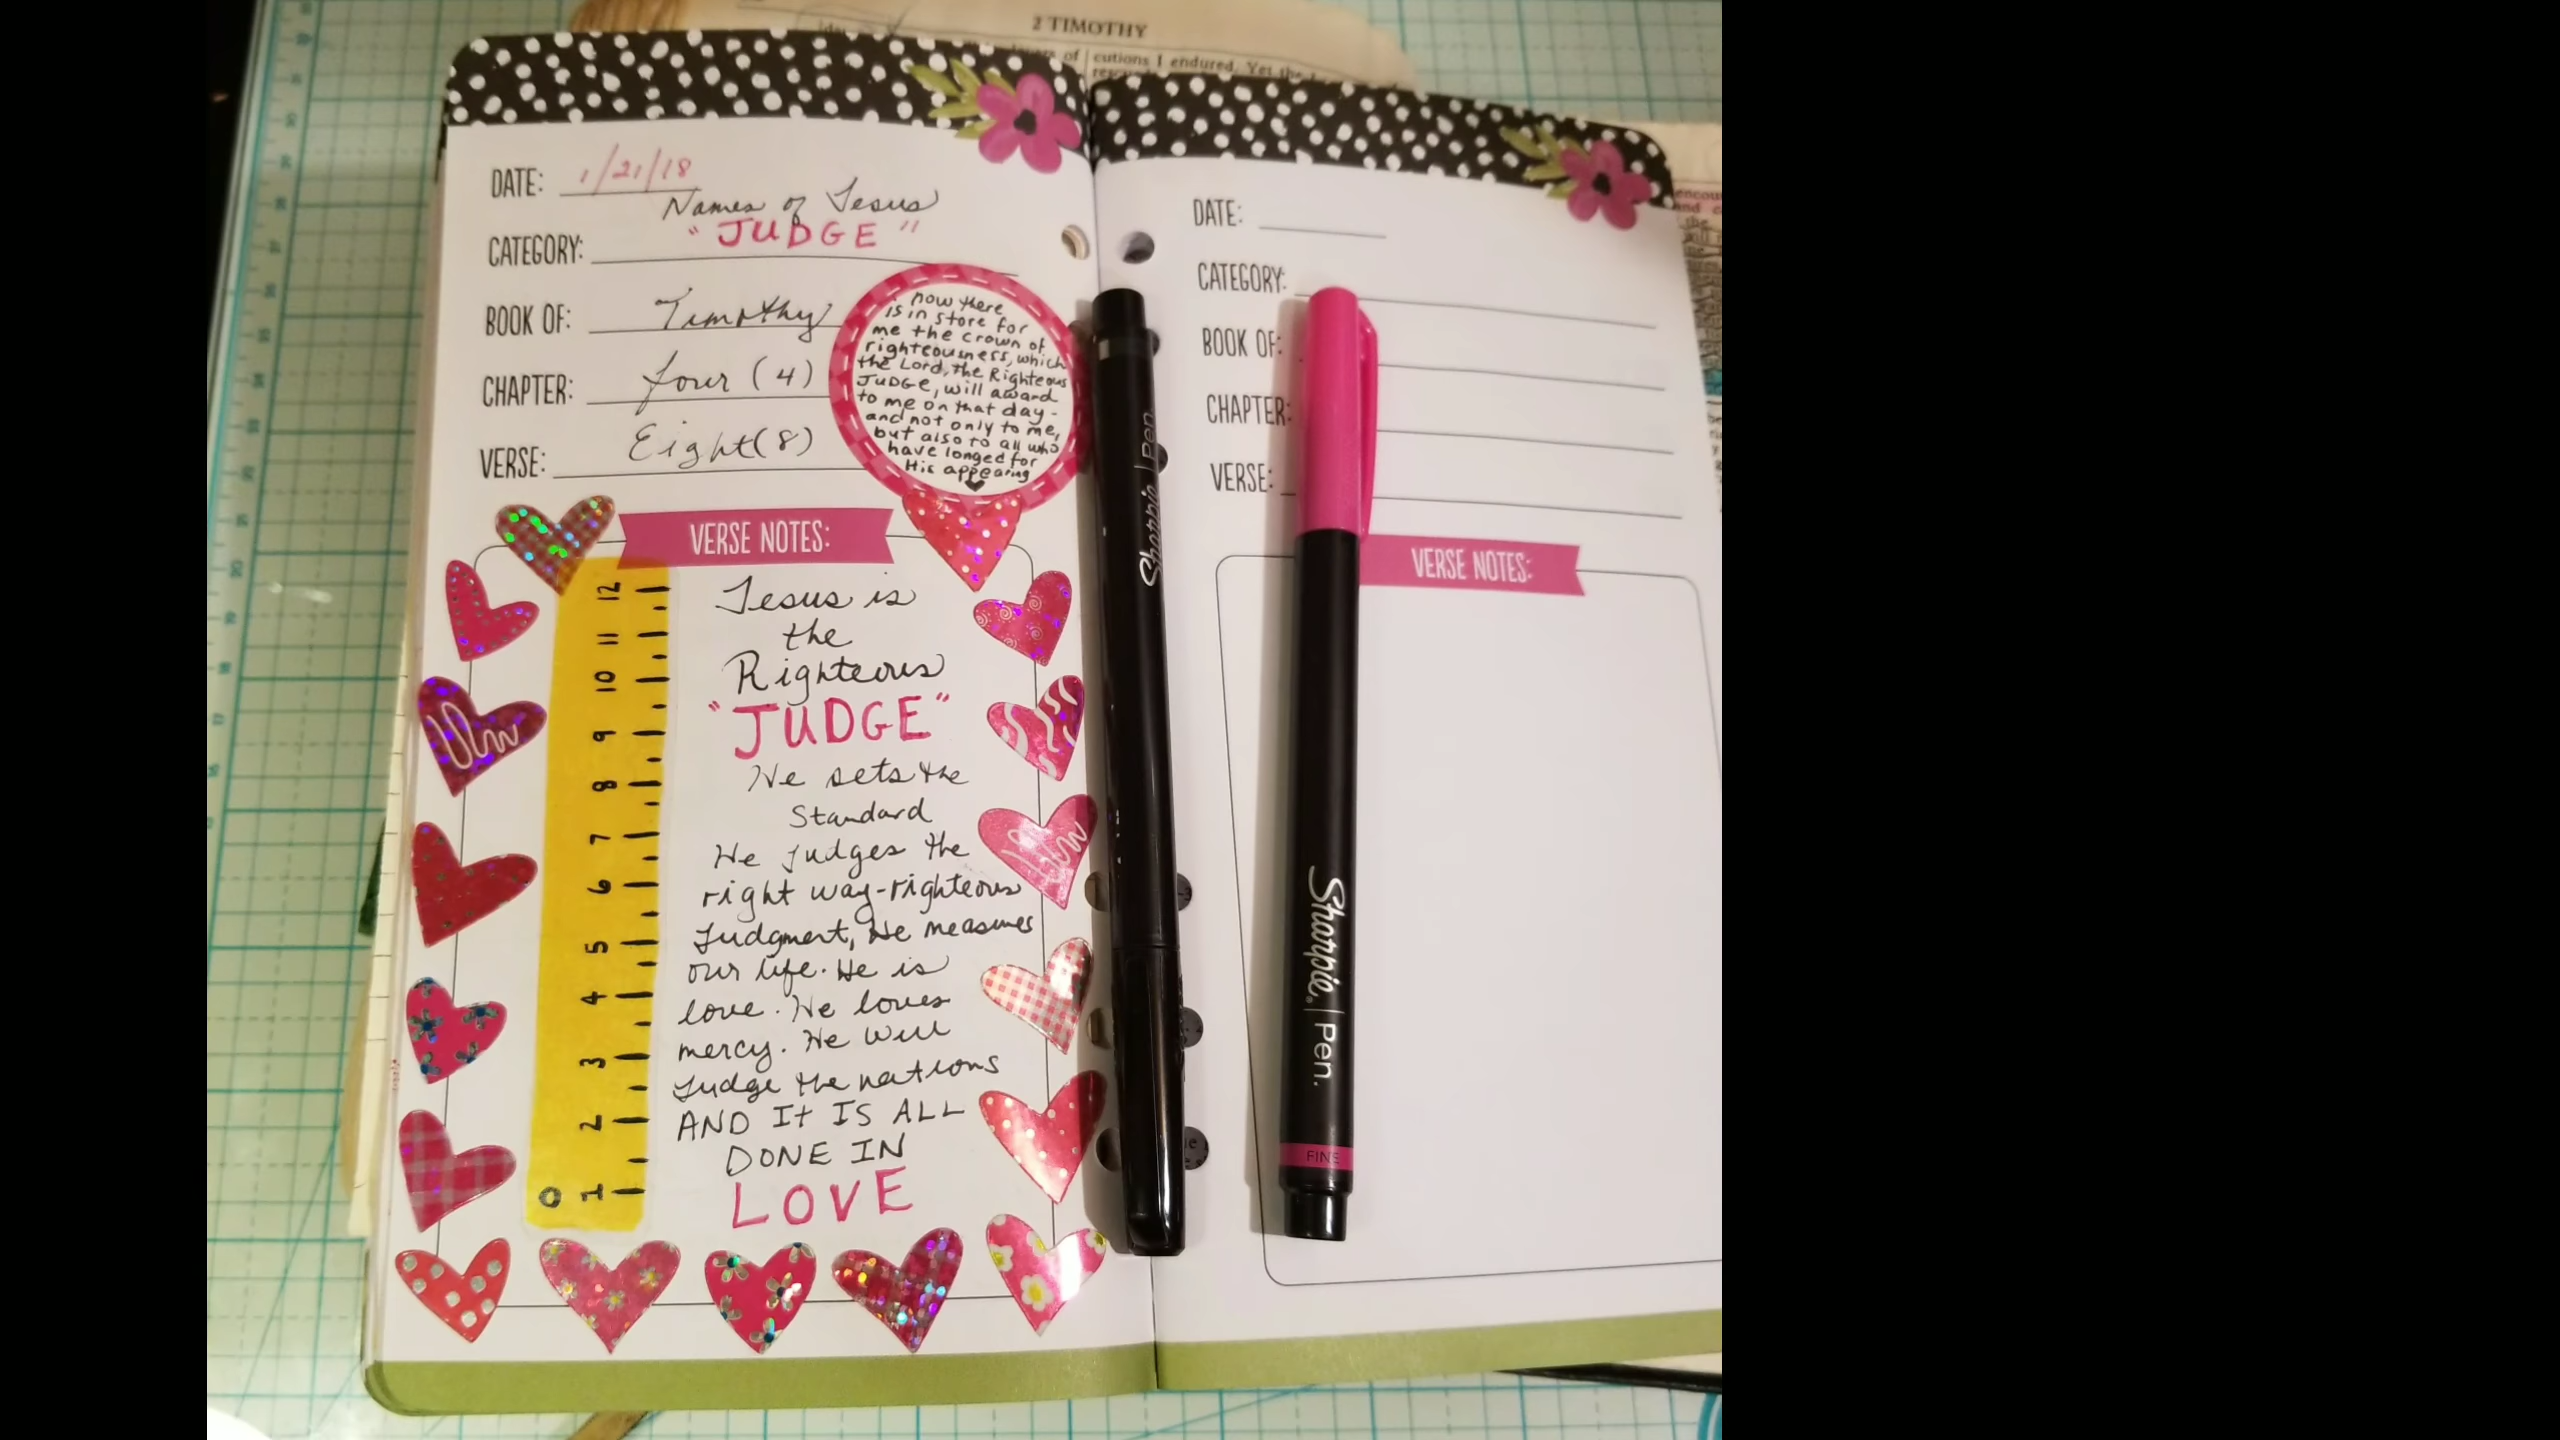 2 TIMOTHY
cutions I endured. Yet the
DATE: 1/21/18
Names of Jesus
CATEGORY: "JUDGE"
BOOK OF: Timothy
CHAPTER: four (4)
VERSE: Eight (8)
now there
is in store for
me the crown of
righteousness, which
the Lord, the Righteous
JUDGE, will award
to me on that day-
and not only to me,
but also to all who
have longed for
His appearing
VERSE NOTES:
12
11
10
9
8
7
6
5
4
3
2
1
0
Jesus is
the
Righteous
"JUDGE"
He sets the
Standard
He judges the
right way-righteous
Judgment, He measures
our life. He is
love. He loves
mercy. He will
Judge the nations
AND It IS ALL
DONE IN
LOVE
Sharpie | Pen
DATE:
CATEGORY:
BOOK OF:
CHAPTER:
VERSE:
VERSE NOTES:
Sharpie. | Pen.
FINE